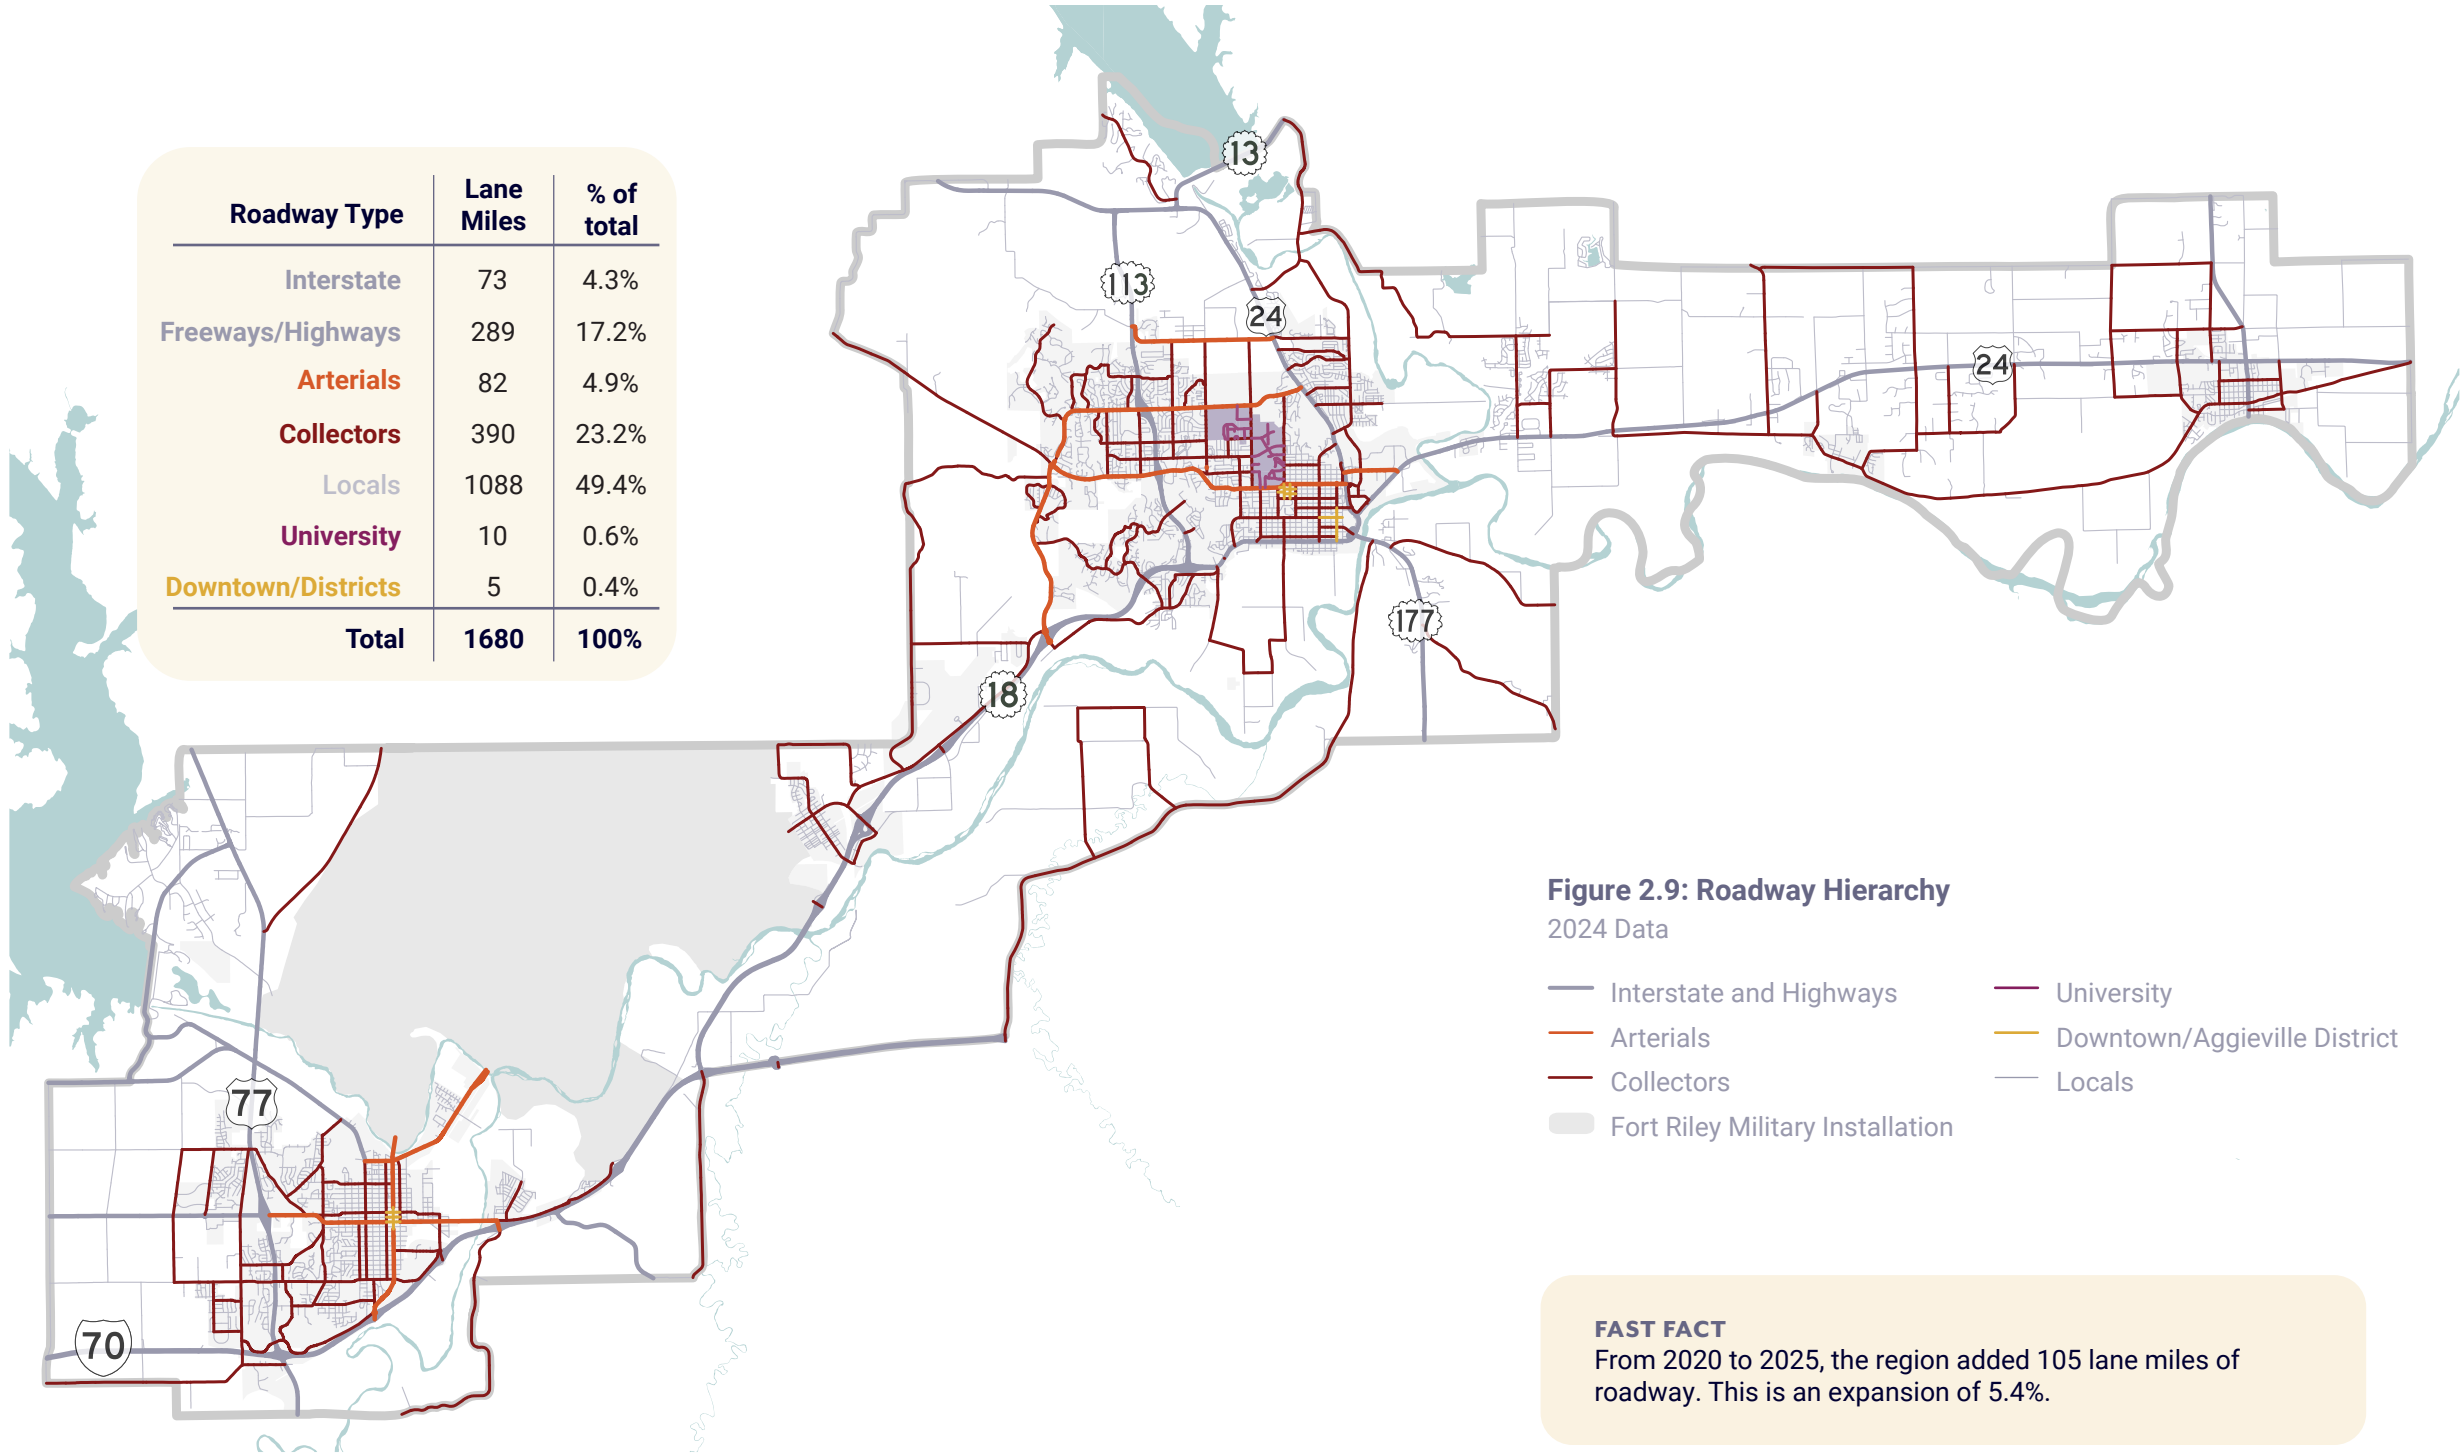 Roadway Type Lane Miles % of total
Interstate 73 4.3%
Freeways/Highways 289 17.2%
Arterials 82 4.9%
Collectors 390 23.2%
Locals 1088 49.4%
University 10 0.6%
Downtown/Districts 5 0.4%
Total 1680 100%
13
113
24
24
177
18
77
70
Figure 2.9: Roadway Hierarchy
2024 Data
Interstate and Highways
Arterials
Collectors
Fort Riley Military Installation
University
Downtown/Aggieville District
Locals
FAST FACT
From 2020 to 2025, the region added 105 lane miles of
roadway. This is an expansion of 5.4%.